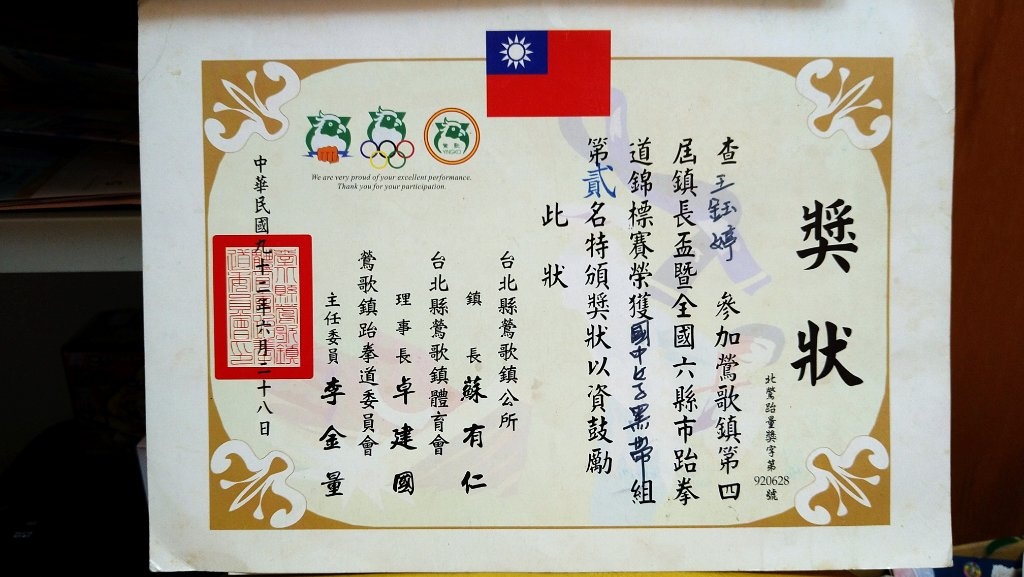 獎狀
北鶯跆量獎字第
920628
號
查王鈺婷 參加鶯歌鎮第四
屆鎮長盃暨全國六縣市跆拳
道錦標賽榮獲國中女子黑帶組
第貳名特頒獎狀以資鼓勵
此狀
台北縣鶯歌鎮公所
鎮長 蘇有仁
台北縣鶯歌鎮體育會
理事長 卓建國
鶯歌鎮跆拳道委員會
主任委員 李金量
We are very proud of your excellent performance.
Thank you for your participation.
YINGKO
中華民國九十二年六月二十八日